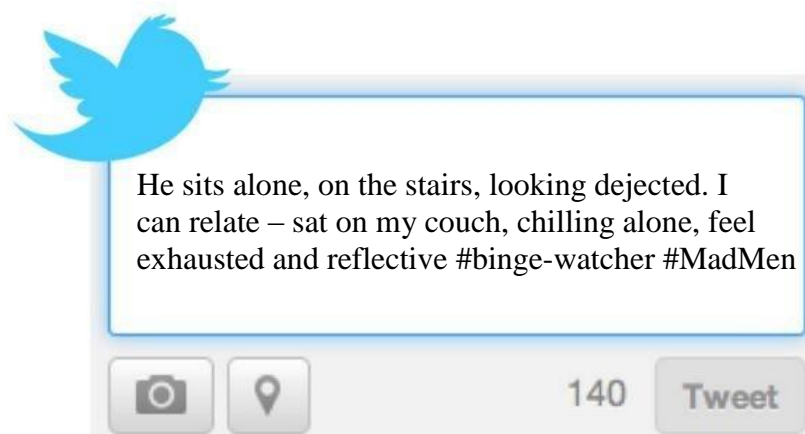 He sits alone, on the stairs, looking dejected. I
can relate – sat on my couch, chilling alone, feel
exhausted and reflective #binge-watcher #MadMen
140
Tweet